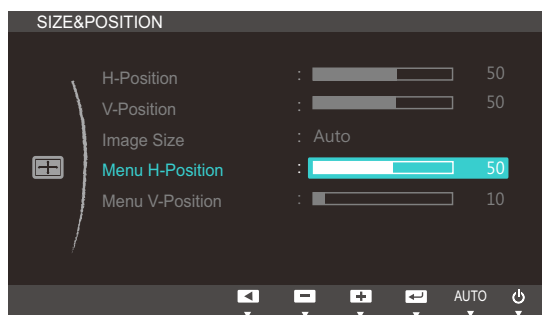 SIZE&POSITION
H-Position : 50
V-Position : 50
Image Size : Auto
Menu H-Position : 50
Menu V-Position : 10
AUTO